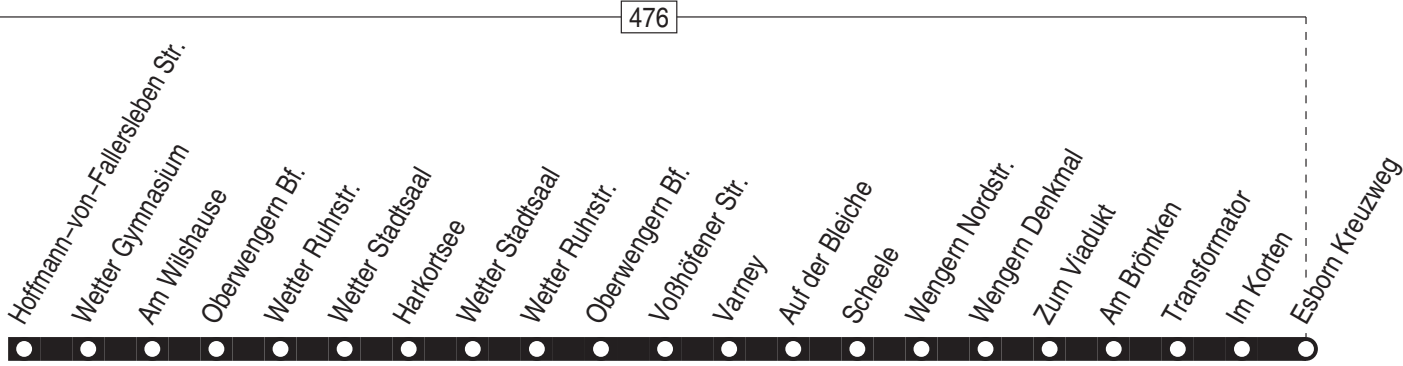 476
Hoffmann–von–Fallersleben Str.
Wetter Gymnasium
Am Wilshause
Oberwengern Bf.
Wetter Ruhrstr.
Wetter Stadtsaal
Harkortsee
Wetter Stadtsaal
Wetter Ruhrstr.
Oberwengern Bf.
Voßhöfener Str.
Varney
Auf der Bleiche
Scheele
Wengern Nordstr.
Wengern Denkmal
Zum Viadukt
Am Brömken
Transformator
Im Korten
Esborn Kreuzweg